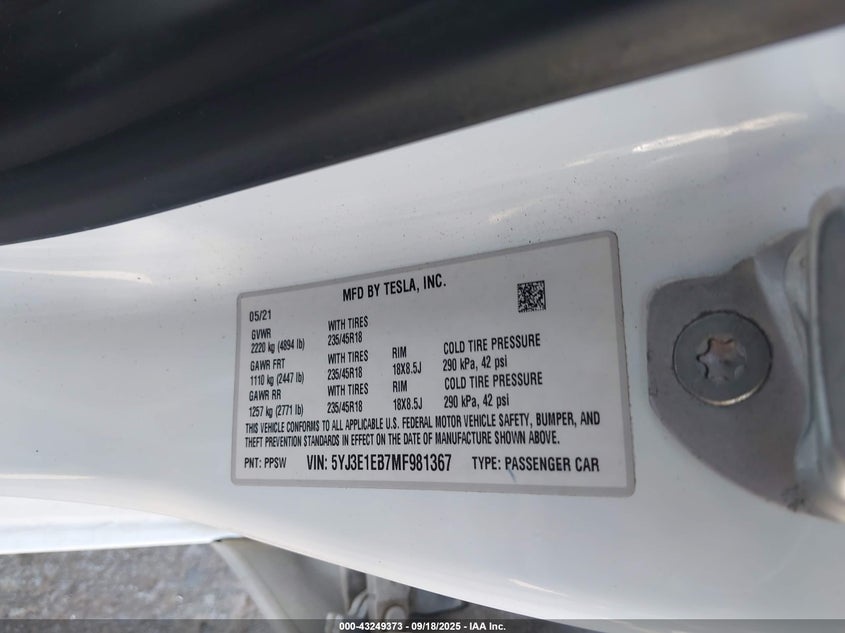 MFD BY TESLA, INC.
05/21
GVWR WITH TIRES
2220 kg (4894 lb) 235/45R18
GAWR FRT WITH TIRES RIM COLD TIRE PRESSURE
1110 kg (2447 lb) 235/45R18 18X8.5J 290 kPa, 42 psi
GAWR RR WITH TIRES RIM COLD TIRE PRESSURE
1257 kg (2771 lb) 235/45R18 18X8.5J 290 kPa, 42 psi
THIS VEHICLE CONFORMS TO ALL APPLICABLE U.S. FEDERAL MOTOR VEHICLE SAFETY, BUMPER, AND
THEFT PREVENTION STANDARDS IN EFFECT ON THE DATE OF MANUFACTURE SHOWN ABOVE.
PNT: PPSW VIN: 5YJ3E1EB7MF981367 TYPE: PASSENGER CAR
000-43249373 - 09/18/2025 - IAA Inc.